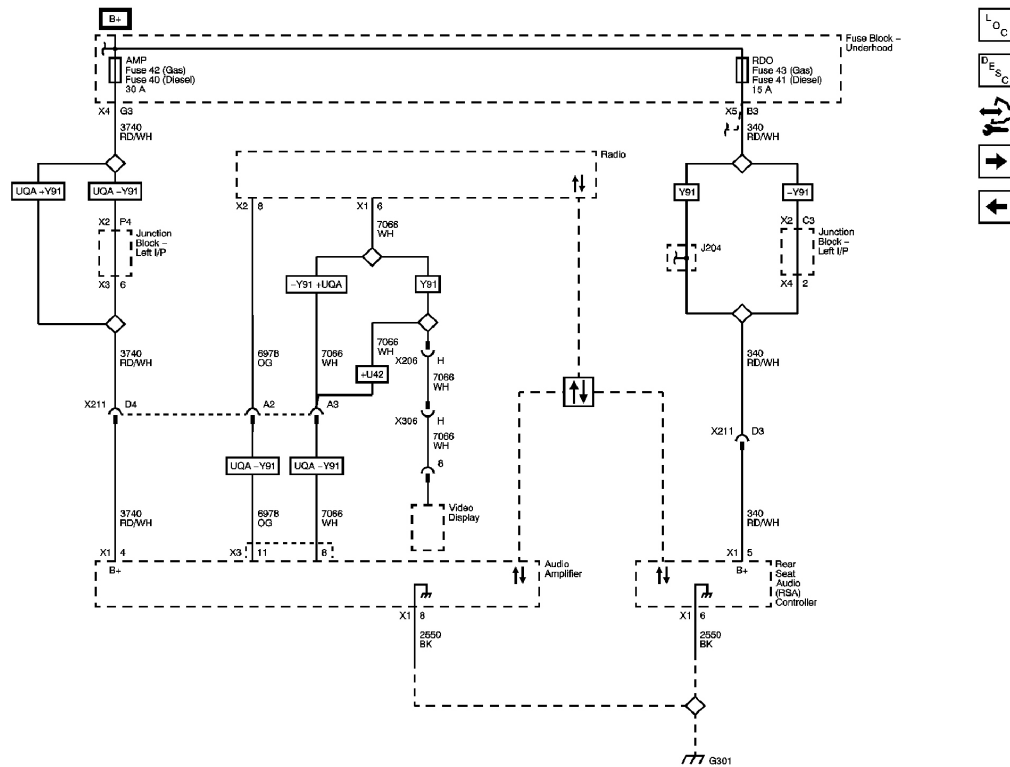 B+
Fuse Block –
Underhood
AMP
Fuse 42 (Gas)
Fuse 40 (Diesel)
30 A
RDO
Fuse 43 (Gas)
Fuse 41 (Diesel)
15 A
X4 G3
X5 B3
3740
RD/WH
340
RD/WH
Radio
UQA +Y91
UQA –Y91
Y91
–Y91
X2 8
X1 6
7066
WH
X2 P4
Junction
Block –
Left I/P
X3 6
J204
X2 C3
Junction
Block –
Left I/P
X4 2
–Y91 +UQA
Y91
3740
RD/WH
6978
OG
7066
WH
7066
WH
+U42
X206 H
7066
WH
340
RD/WH
X211 D4
A2
A3
X306 H
7066
WH
X211 D3
UQA –Y91
UQA –Y91
8
Video
Display
3740
RD/WH
6978
OG
7066
WH
340
RD/WH
X1 4
X3 11
8
X1 5
B+
Audio
Amplifier
B+
Rear
Seat
Audio
(RSA)
Controller
X1 8
2550
BK
X1 6
2550
BK
G301
LOC
DESC